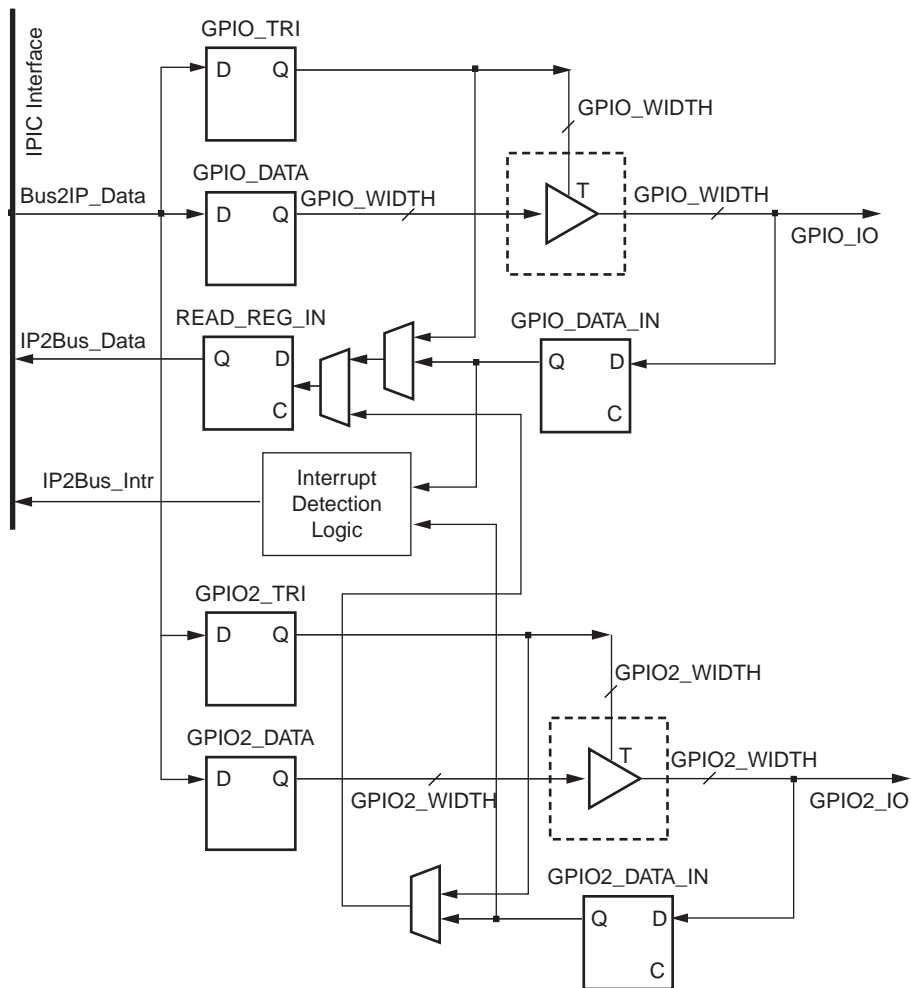 GPIO_TRI
D Q
IPIC Interface
GPIO_WIDTH
GPIO_DATA
Bus2IP_Data
D Q
GPIO_WIDTH
T
GPIO_WIDTH
GPIO_IO
READ_REG_IN
GPIO_DATA_IN
IP2Bus_Data
Q D
C
Q D
C
IP2Bus_Intr
Interrupt
Detection
Logic
GPIO2_TRI
D Q
GPIO2_WIDTH
GPIO2_DATA
D Q
GPIO2_WIDTH
T
GPIO2_WIDTH
GPIO2_IO
GPIO2_DATA_IN
Q D
C